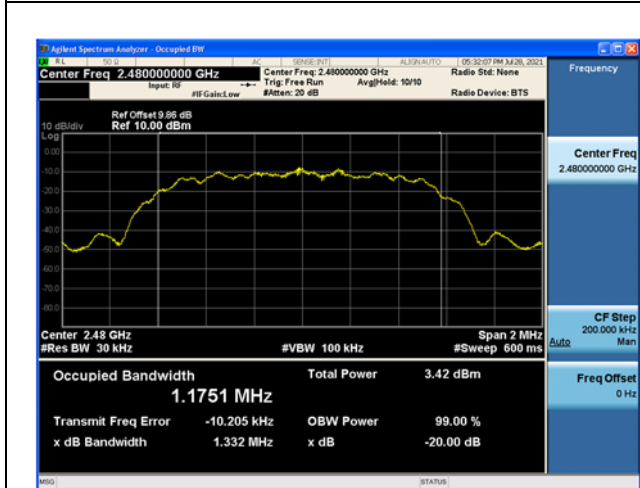 Agilent Spectrum Analyzer - Occupied BW
RL 50 Ω AC SENSE:INT ALIGN AUTO 05:32:07 PM Jul 28, 2021
Center Freq 2.480000000 GHz
Center Freq: 2.480000000 GHz
Radio Std: None
Input: RF
Trig: Free Run Avg|Hold: 10/10
#IFGain:Low
#Atten: 20 dB
Radio Device: BTS
Frequency
Ref Offset 9.86 dB
10 dB/div Ref 10.00 dBm
Log
0.00
-10.0
-20.0
-30.0
-40.0
-50.0
-60.0
-70.0
-80.0
Center Freq
2.480000000 GHz
Center 2.48 GHz Span 2 MHz
#Res BW 30 kHz #VBW 100 kHz #Sweep 600 ms
CF Step
200.000 kHz
Auto Man
Occupied Bandwidth Total Power 3.42 dBm
1.1751 MHz
Transmit Freq Error -10.205 kHz OBW Power 99.00 %
x dB Bandwidth 1.332 MHz x dB -20.00 dB
Freq Offset
0 Hz
MSG STATUS